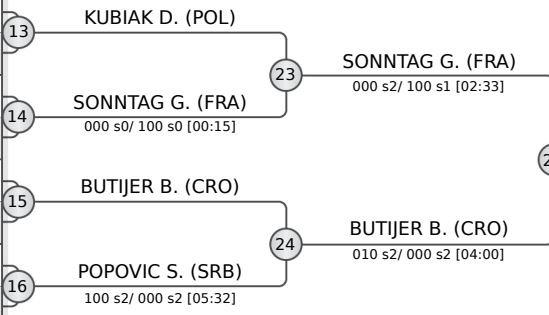 KUBIAK D. (POL)
13
23
SONNTAG G. (FRA)
000 s2/ 100 s1 [02:33]
SONNTAG G. (FRA)
14
000 s0/ 100 s0 [00:15]
BUTIJER B. (CRO)
15
24
BUTIJER B. (CRO)
010 s2/ 000 s2 [04:00]
POPOVIC S. (SRB)
16
100 s2/ 000 s2 [05:32]